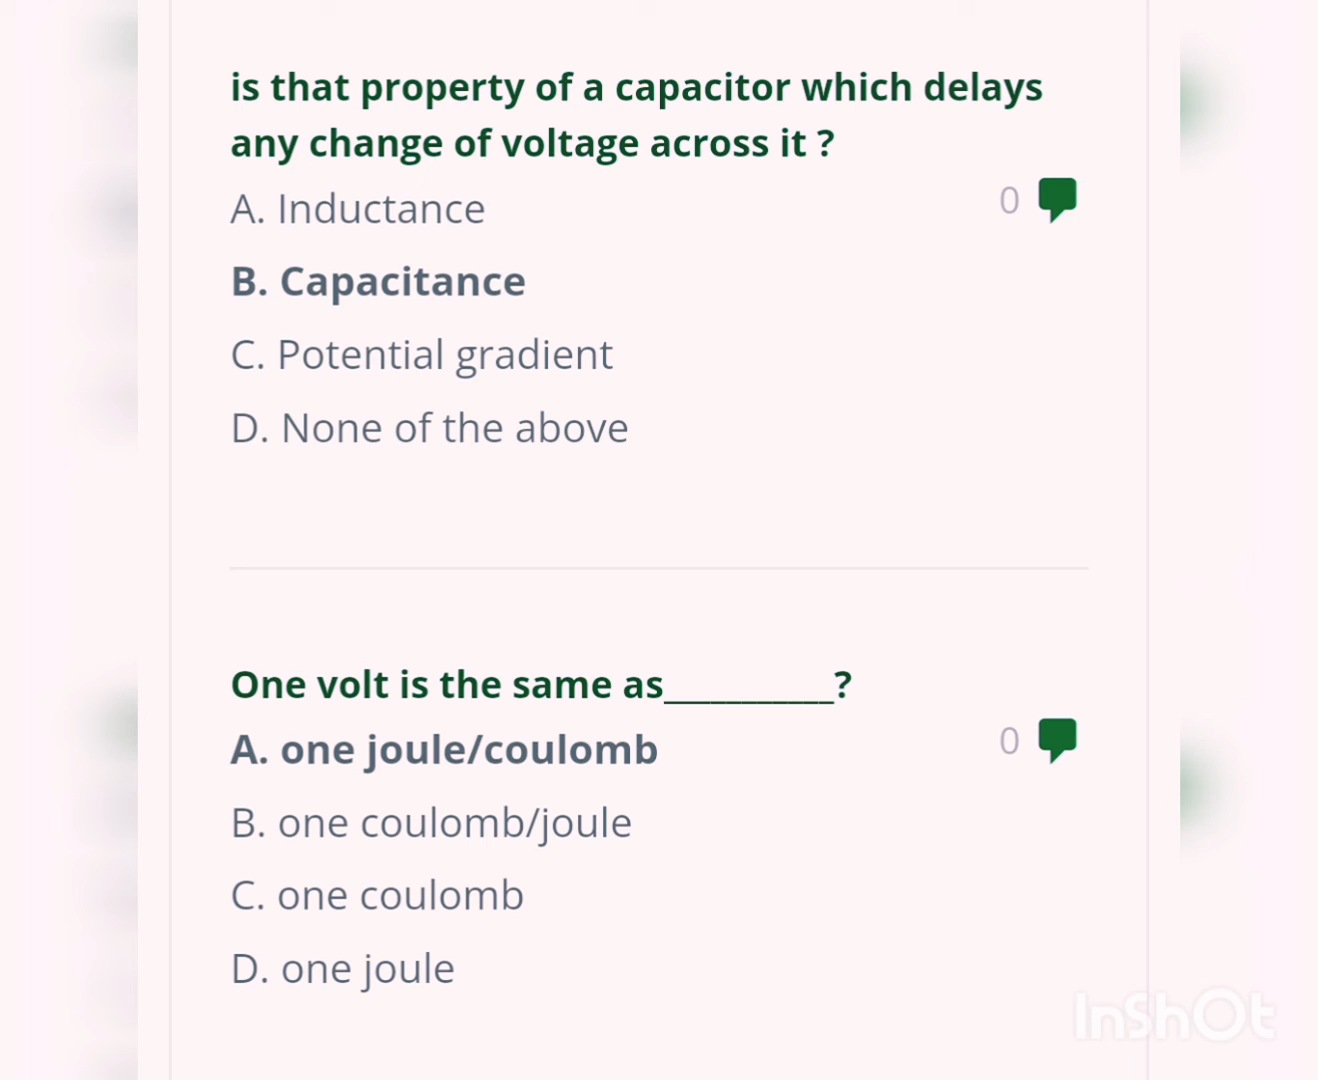 is that property of a capacitor which delays
any change of voltage across it ?
A. Inductance
0
B. Capacitance
C. Potential gradient
D. None of the above
One volt is the same as___________?
A. one joule/coulomb
0
B. one coulomb/joule
C. one coulomb
D. one joule
InShOt